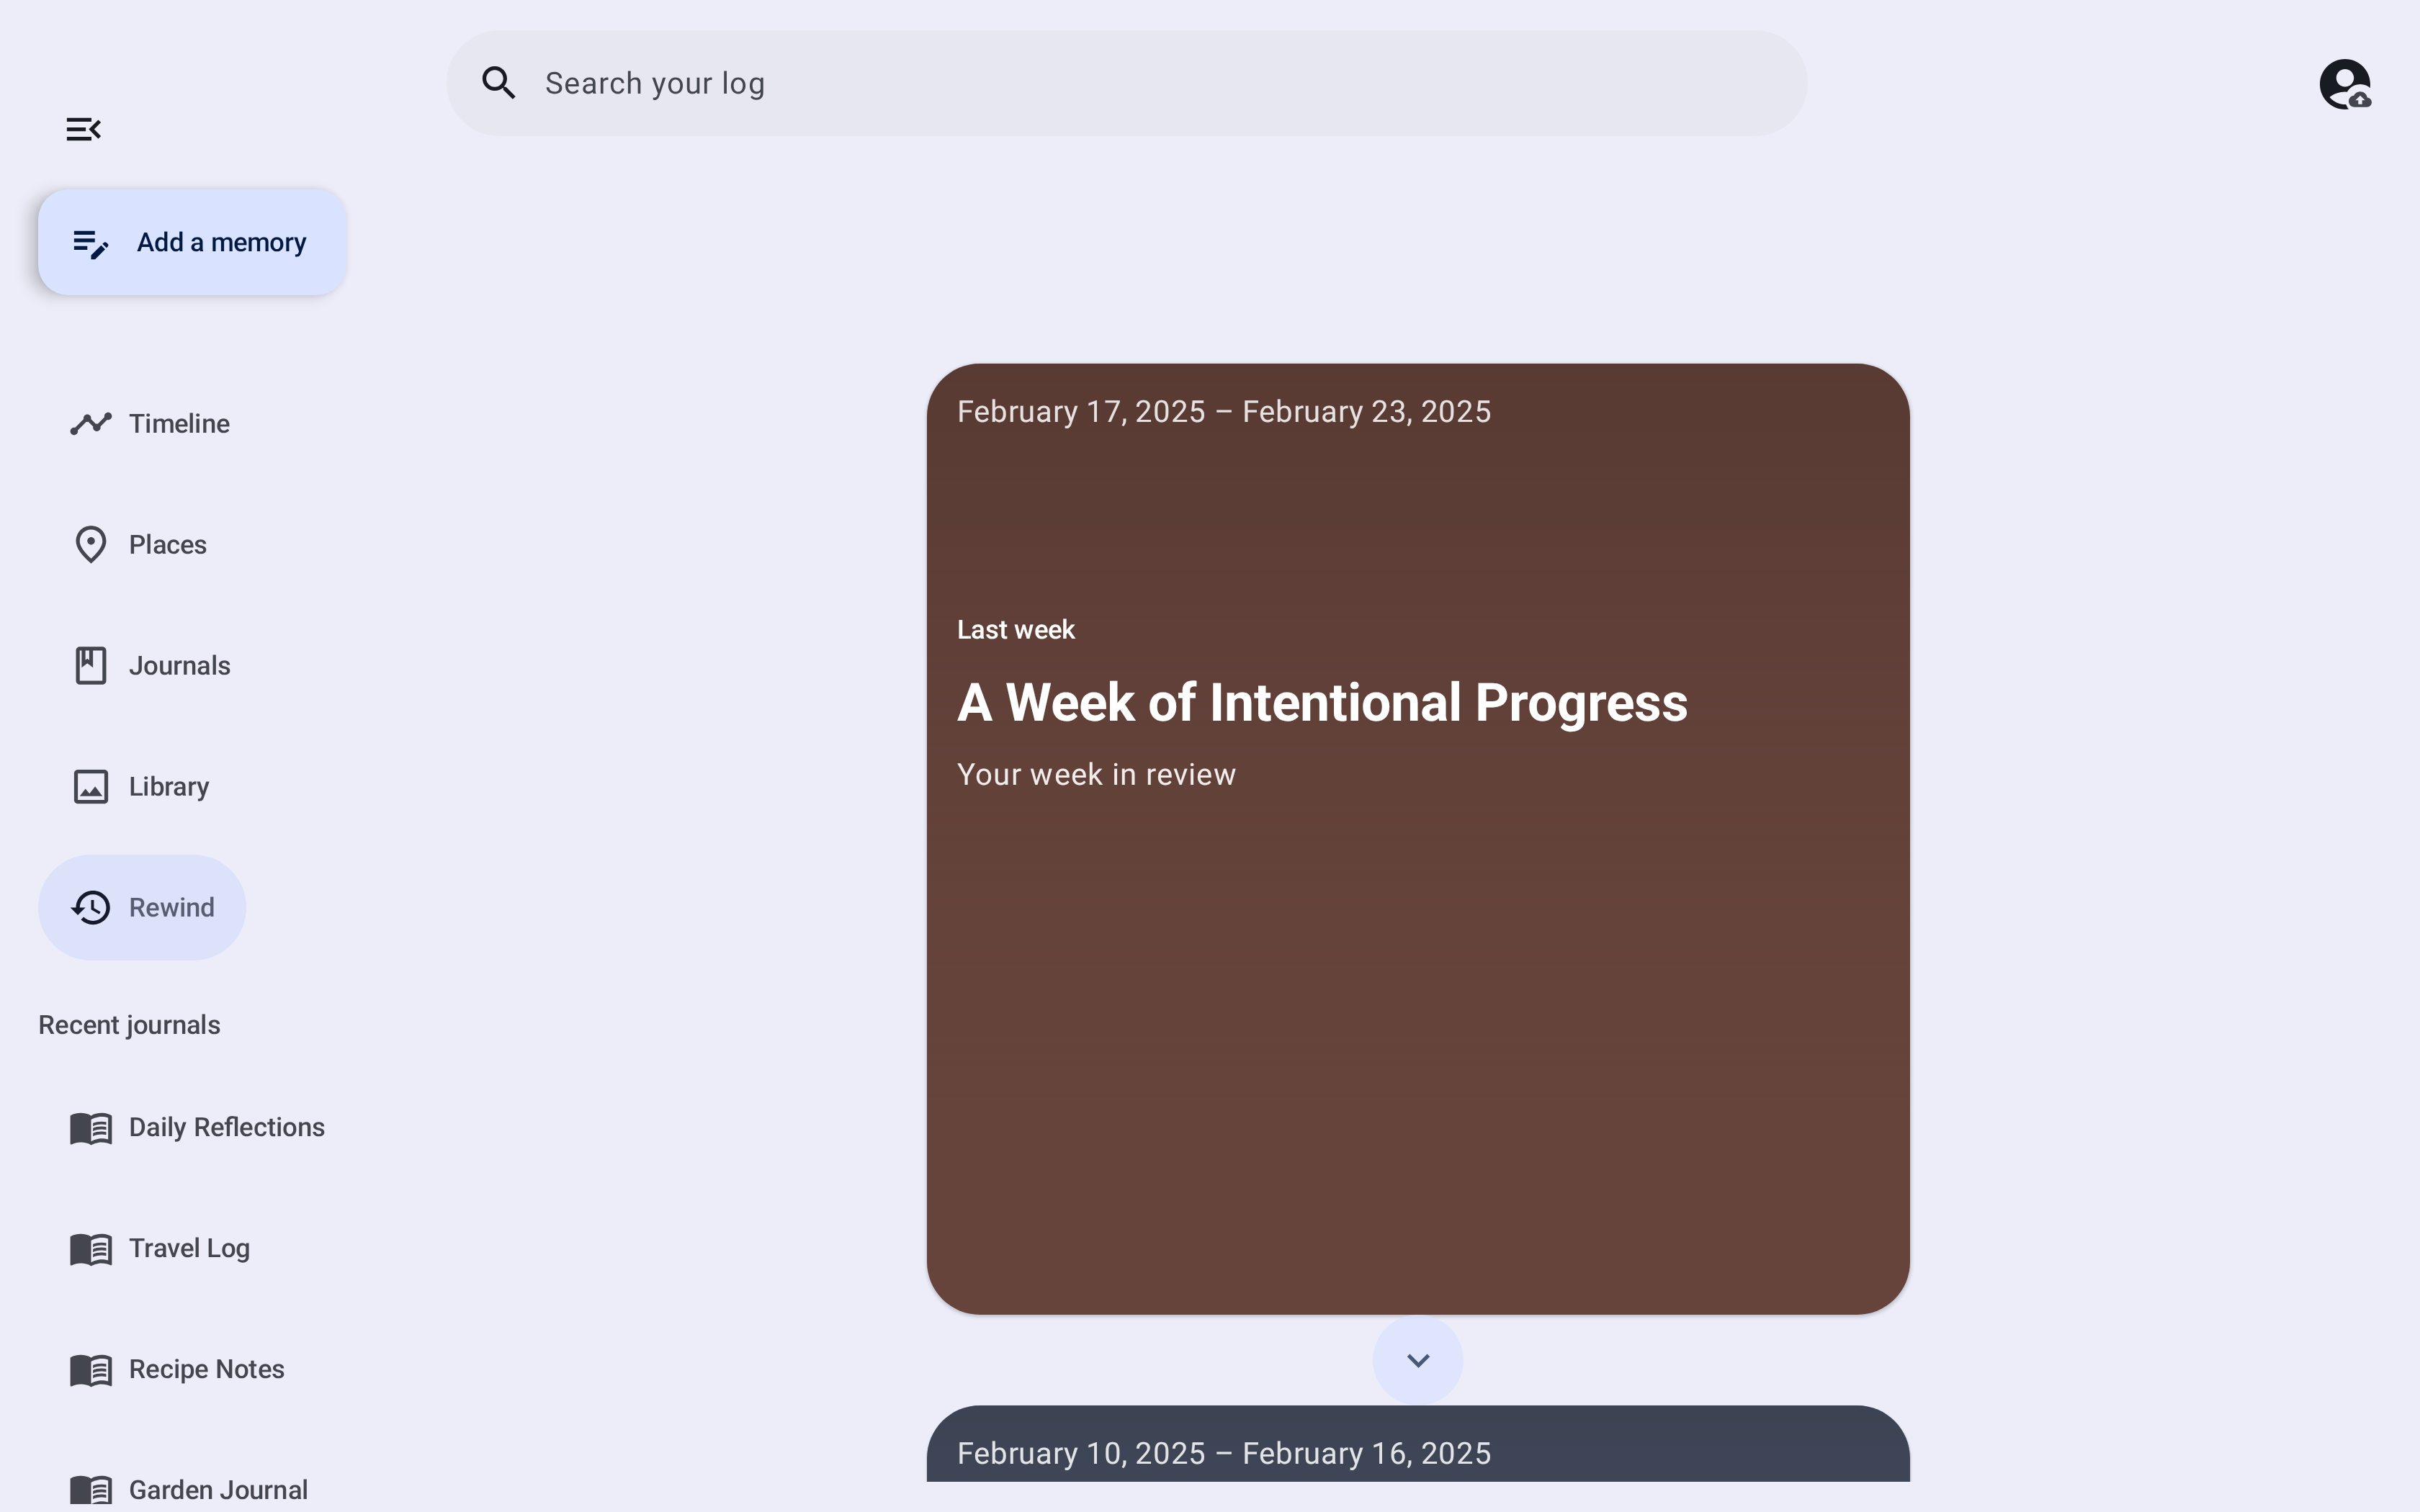 Search your log
Add a memory
Timeline
Places
Journals
Library
Rewind
Recent journals
Daily Reflections
Travel Log
Recipe Notes
Garden Journal
February 17, 2025 – February 23, 2025
Last week
A Week of Intentional Progress
Your week in review
February 10, 2025 – February 16, 2025